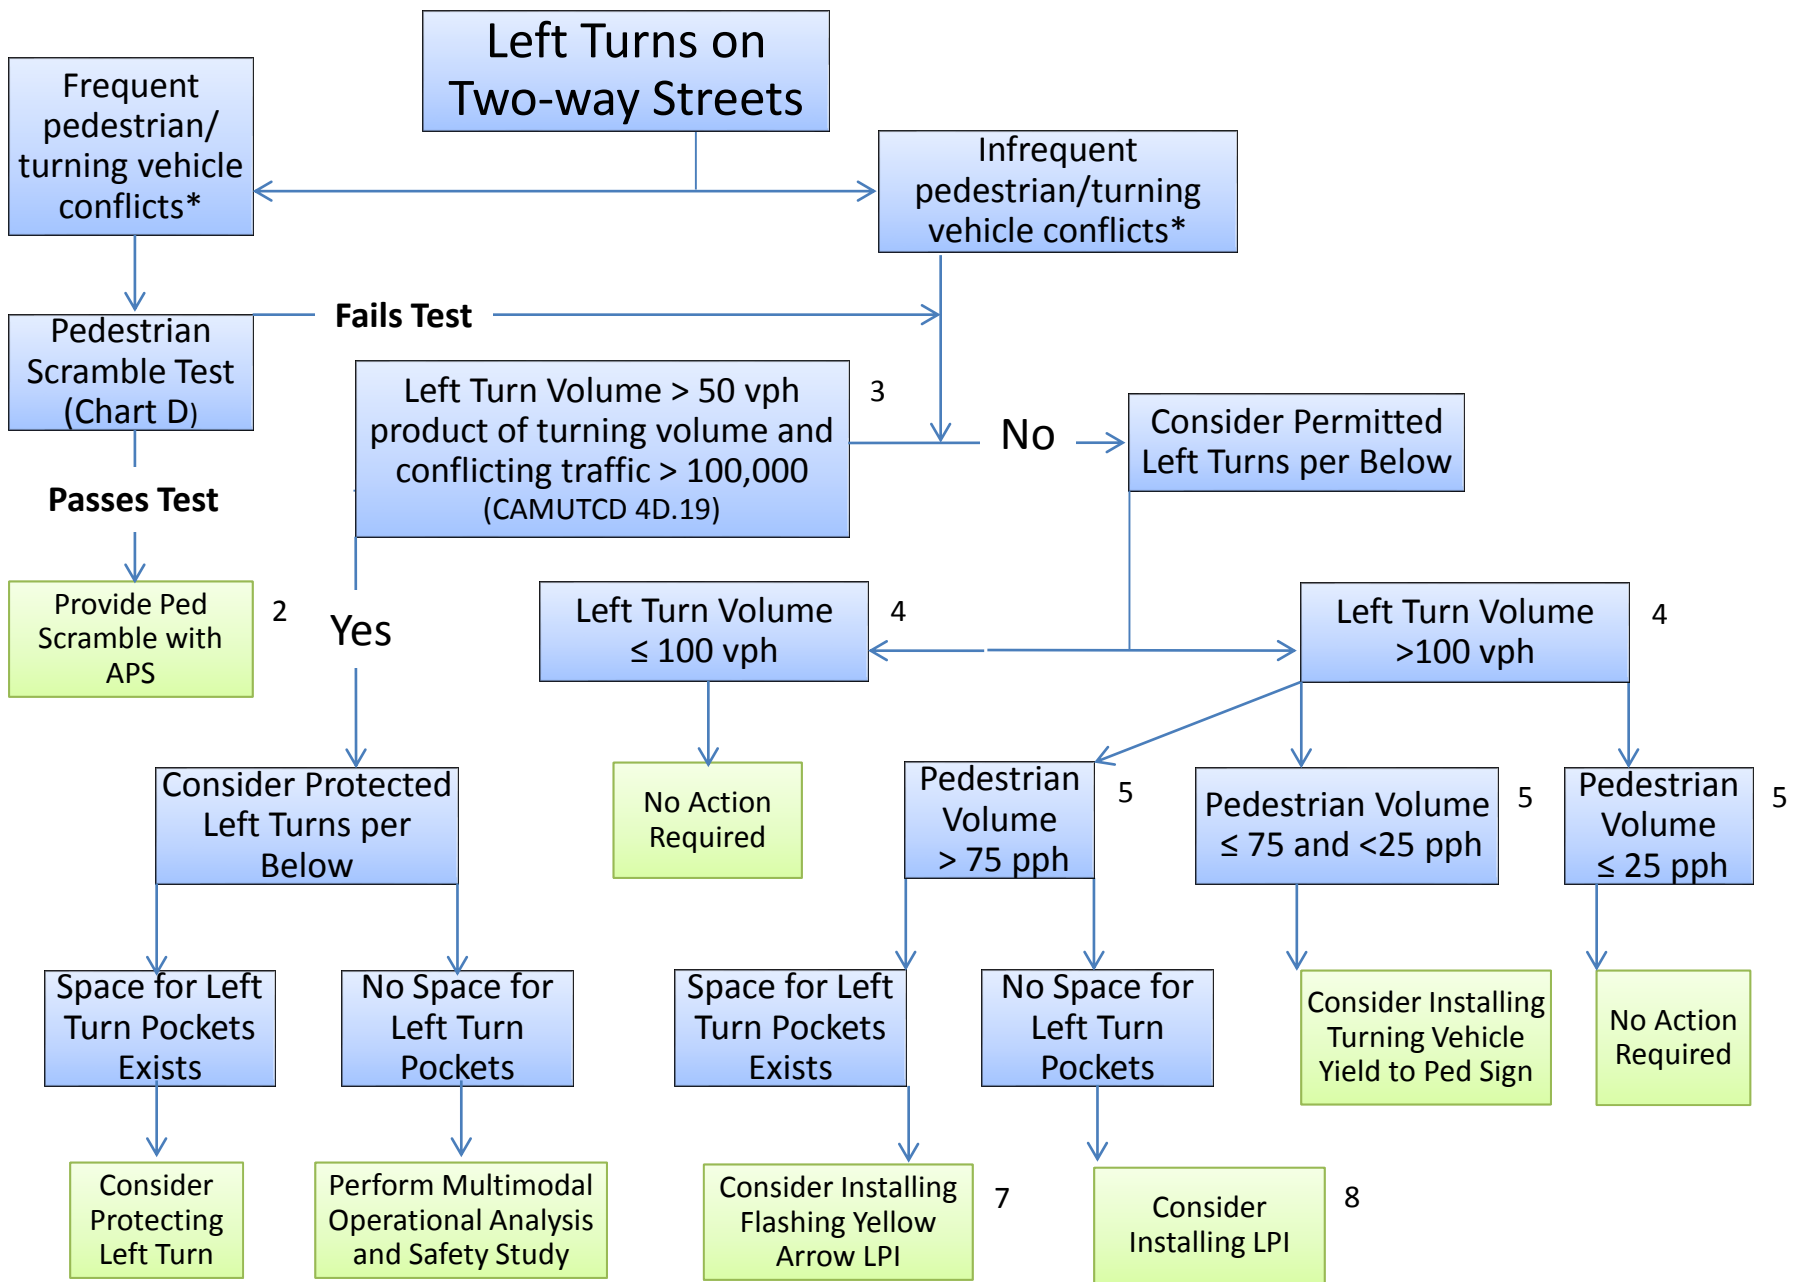 Left Turns on
Two-way Streets
Frequent
pedestrian/
turning vehicle
conflicts*
Infrequent
pedestrian/turning
vehicle conflicts*
Pedestrian
Scramble Test
(Chart D)
Fails Test
Passes Test
Provide Ped
Scramble with
APS
2
Left Turn Volume > 50 vph
product of turning volume and
conflicting traffic > 100,000
(CAMUTCD 4D.19)
3
No
Yes
Consider Permitted
Left Turns per Below
Left Turn Volume
≤ 100 vph
4
Left Turn Volume
>100 vph
4
No Action
Required
Consider Protected
Left Turns per
Below
Pedestrian
Volume
> 75 pph
5
Pedestrian Volume
≤ 75 and <25 pph
5
Pedestrian
Volume
≤ 25 pph
5
Space for Left
Turn Pockets
Exists
No Space for
Left Turn
Pockets
Space for Left
Turn Pockets
Exists
No Space for
Left Turn
Pockets
Consider Installing
Turning Vehicle
Yield to Ped Sign
No Action
Required
Consider
Protecting
Left Turn
Perform Multimodal
Operational Analysis
and Safety Study
Consider Installing
Flashing Yellow
Arrow LPI
7
Consider
Installing LPI
8